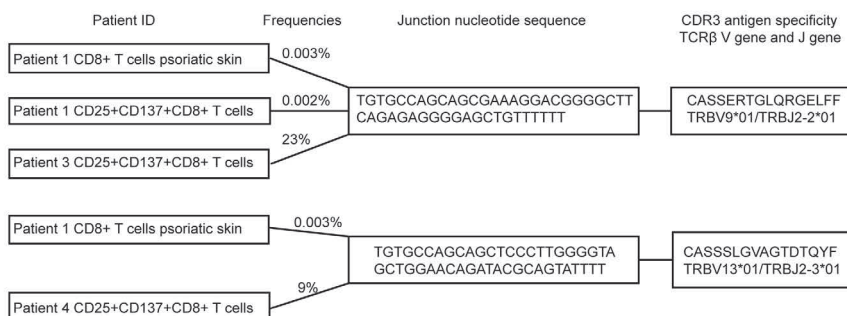 Patient ID
Frequencies
Junction nucleotide sequence
CDR3 antigen specificity
TCRβ V gene and J gene
Patient 1 CD8+ T cells psoriatic skin
0.003%
Patient 1 CD25+CD137+CD8+ T cells
0.002%
Patient 3 CD25+CD137+CD8+ T cells
23%
TGTGCCAGCAGCGAAAGGACGGGGCTT
CAGAGAGGGGAGCTGTTTTTT
CASSERTGLQRGELFF
TRBV9*01/TRBJ2-2*01
Patient 1 CD8+ T cells psoriatic skin
0.003%
Patient 4 CD25+CD137+CD8+ T cells
9%
TGTGCCAGCAGCTCCCTTGGGGTA
GCTGGAACAGATACGCAGTATTTT
CASSSLGVAGTDTQYF
TRBV13*01/TRBJ2-3*01